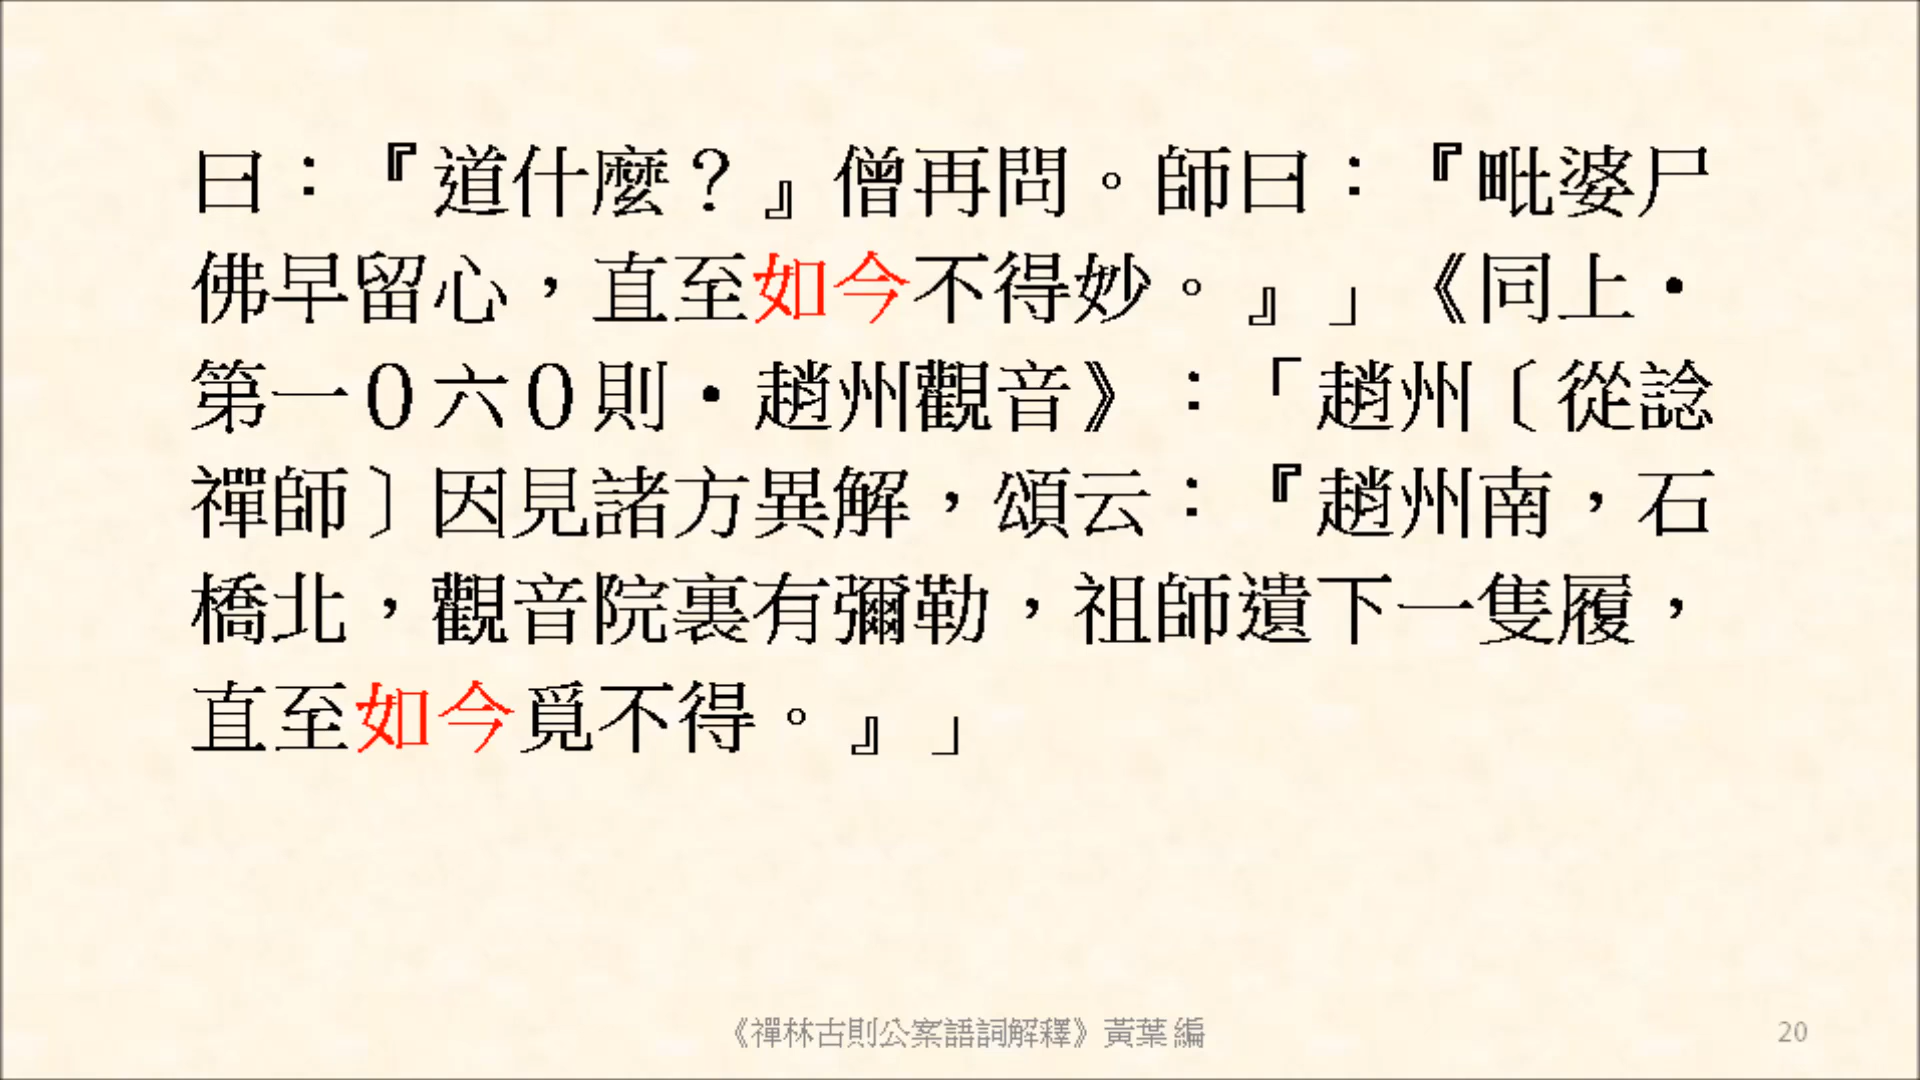 曰：『道什麼？』僧再問。師曰：『毗婆尸
佛早留心，直至如今不得妙。』」《同上•
第一０六０則•趙州觀音》：「趙州〔從諗
禪師〕因見諸方異解，頌云：『趙州南，石
橋北，觀音院裏有彌勒，祖師遺下一隻履，
直至如今覓不得。』」
《禪林古則公案語詞解釋》黃葉 編
20